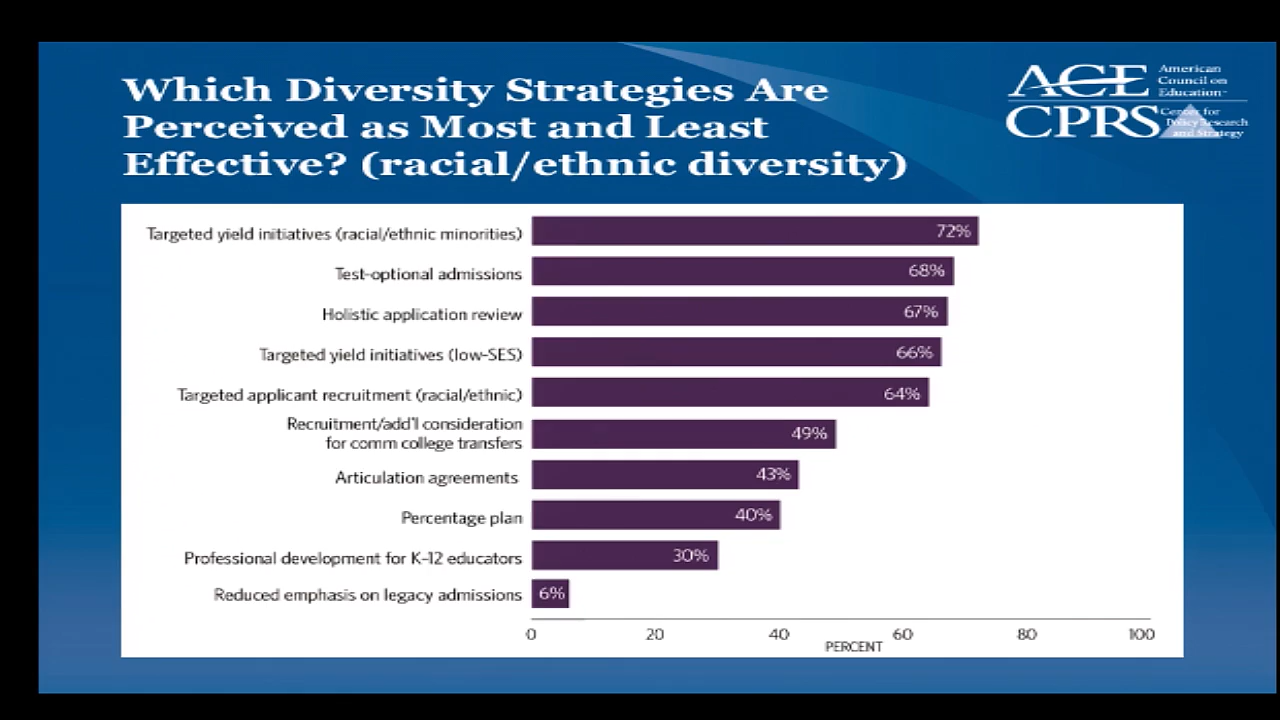 Which Diversity Strategies Are
Perceived as Most and Least
Effective? (racial/ethnic diversity)
ACE
American
Council on
Education
CPRS
Center for
Policy Research
and Strategy
Targeted yield initiatives (racial/ethnic minorities) 72%
Test-optional admissions 68%
Holistic application review 67%
Targeted yield initiatives (low-SES) 66%
Targeted applicant recruitment (racial/ethnic) 64%
Recruitment/add'l consideration
for comm college transfers 49%
Articulation agreements 43%
Percentage plan 40%
Professional development for K-12 educators 30%
Reduced emphasis on legacy admissions 6%
0 20 40 60 80 100
PERCENT